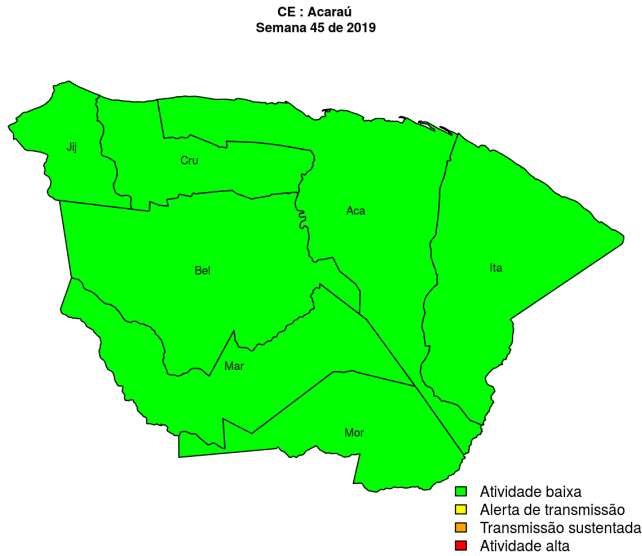 CE : Acaraú
Semana 45 de 2019
Jij
Cru
Aca
Bel
Ita
Mar
Mor
Atividade baixa
Alerta de transmissão
Transmissão sustentada
Atividade alta